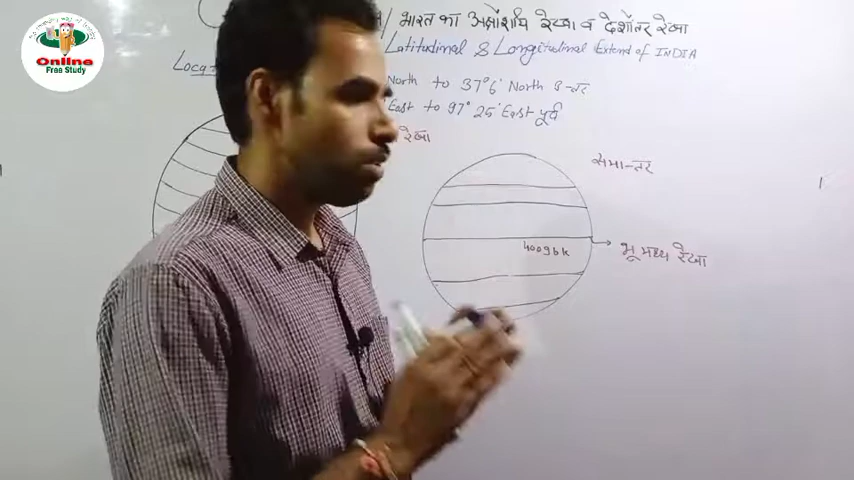 Online
Free Study
भारत का अक्षांशीय रेखा व देशांतर रेखा
Latitudinal & Longitudinal Extend of INDIA
North to 37°6' North उत्तर
East to 97° 25' East पूर्व
रेखा
समान्तर
भू मध्य रेखा